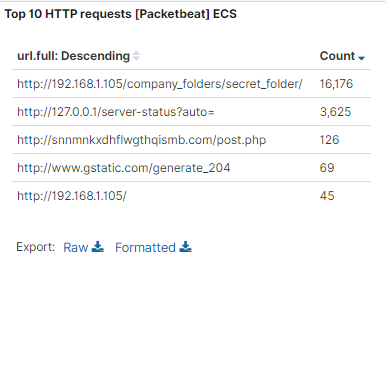 Top 10 HTTP requests [Packetbeat] ECS
url.full: Descending Count
http://192.168.1.105/company_folders/secret_folder/ 16,176
http://127.0.0.1/server-status?auto= 3,625
http://snnmnkxdhflwgthqismb.com/post.php 126
http://www.gstatic.com/generate_204 69
http://192.168.1.105/ 45
Export: Raw Formatted